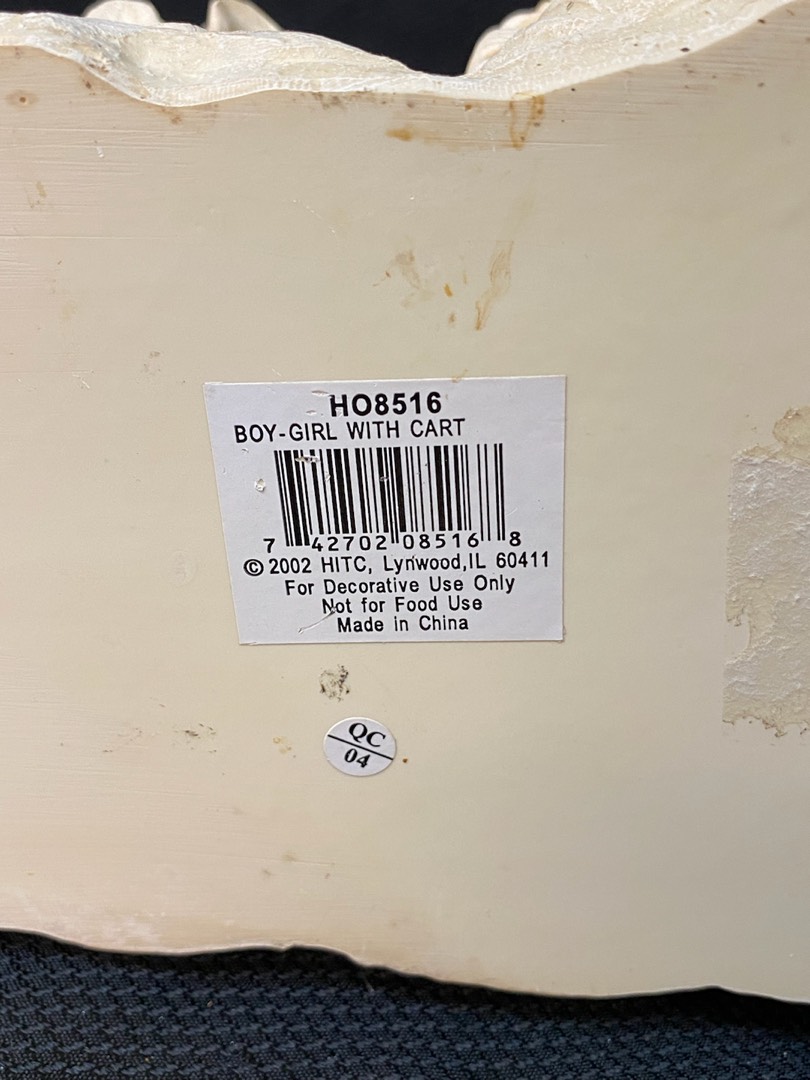 HO8516
BOY-GIRL WITH CART
7 42702 08516 8
© 2002 HITC, Lynwood,IL 60411
For Decorative Use Only
Not for Food Use
Made in China
QC
04